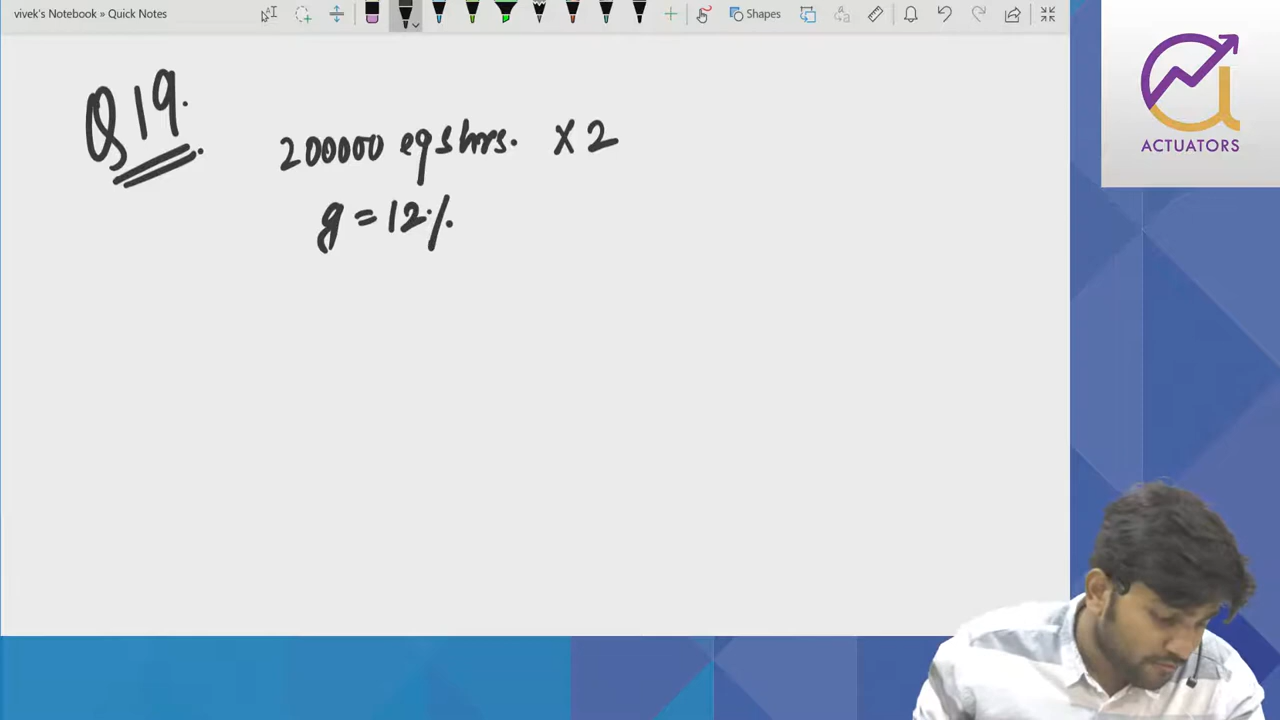 vivek's Notebook » Quick Notes
Shapes
ACTUATORS
Q19.
200000 eq shrs. X 2
g = 12%